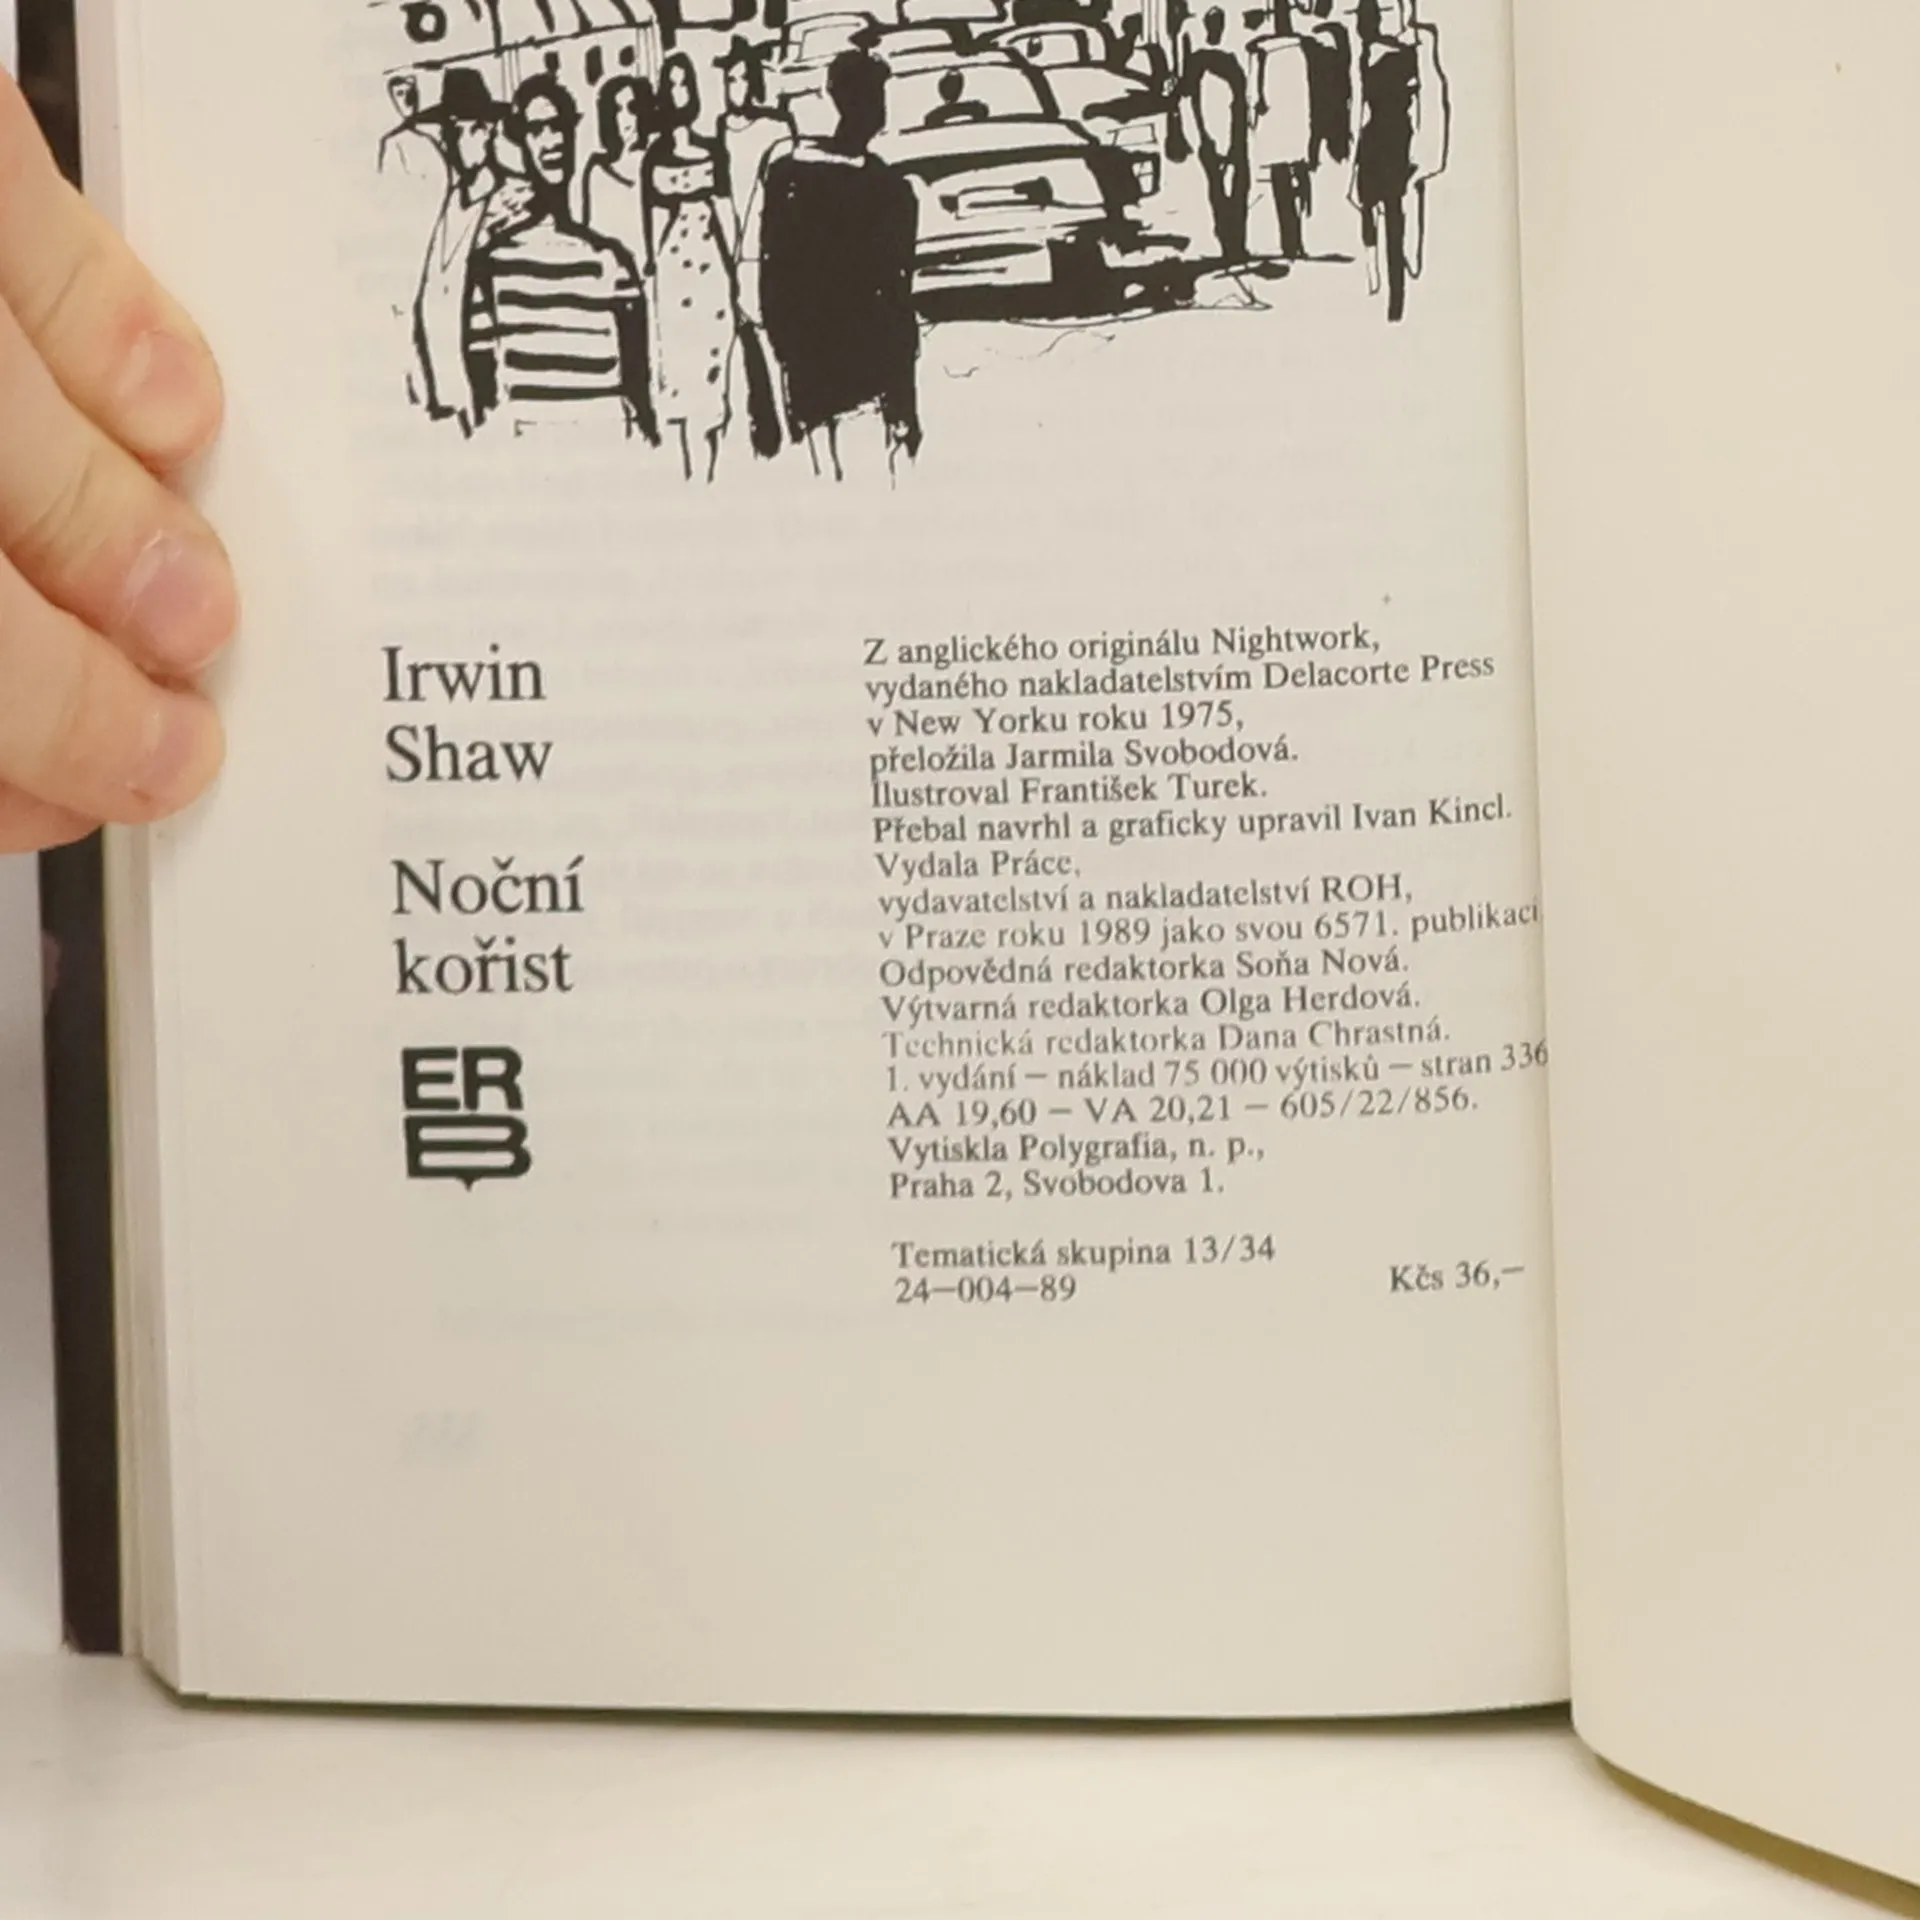 Irwin
Shaw
Noční
kořist
ER
B
Z anglického originálu Nightwork,
vydaného nakladatelstvím Delacorte Press
v New Yorku roku 1975,
přeložila Jarmila Svobodová.
Ilustroval František Turek.
Přebal navrhl a graficky upravil Ivan Kincl.
Vydala Práce,
vydavatelství a nakladatelství ROH,
v Praze roku 1989 jako svou 6571. publikaci
Odpovědná redaktorka Soňa Nová.
Výtvarná redaktorka Olga Herdová.
Technická redaktorka Dana Chrastná.
1. vydání — náklad 75 000 výtisků — stran 336
AA 19,60 — VA 20,21 — 605/22/856.
Vytiskla Polygrafia, n. p.,
Praha 2, Svobodova 1.
Tematická skupina 13/34
24—004—89
Kčs 36,—